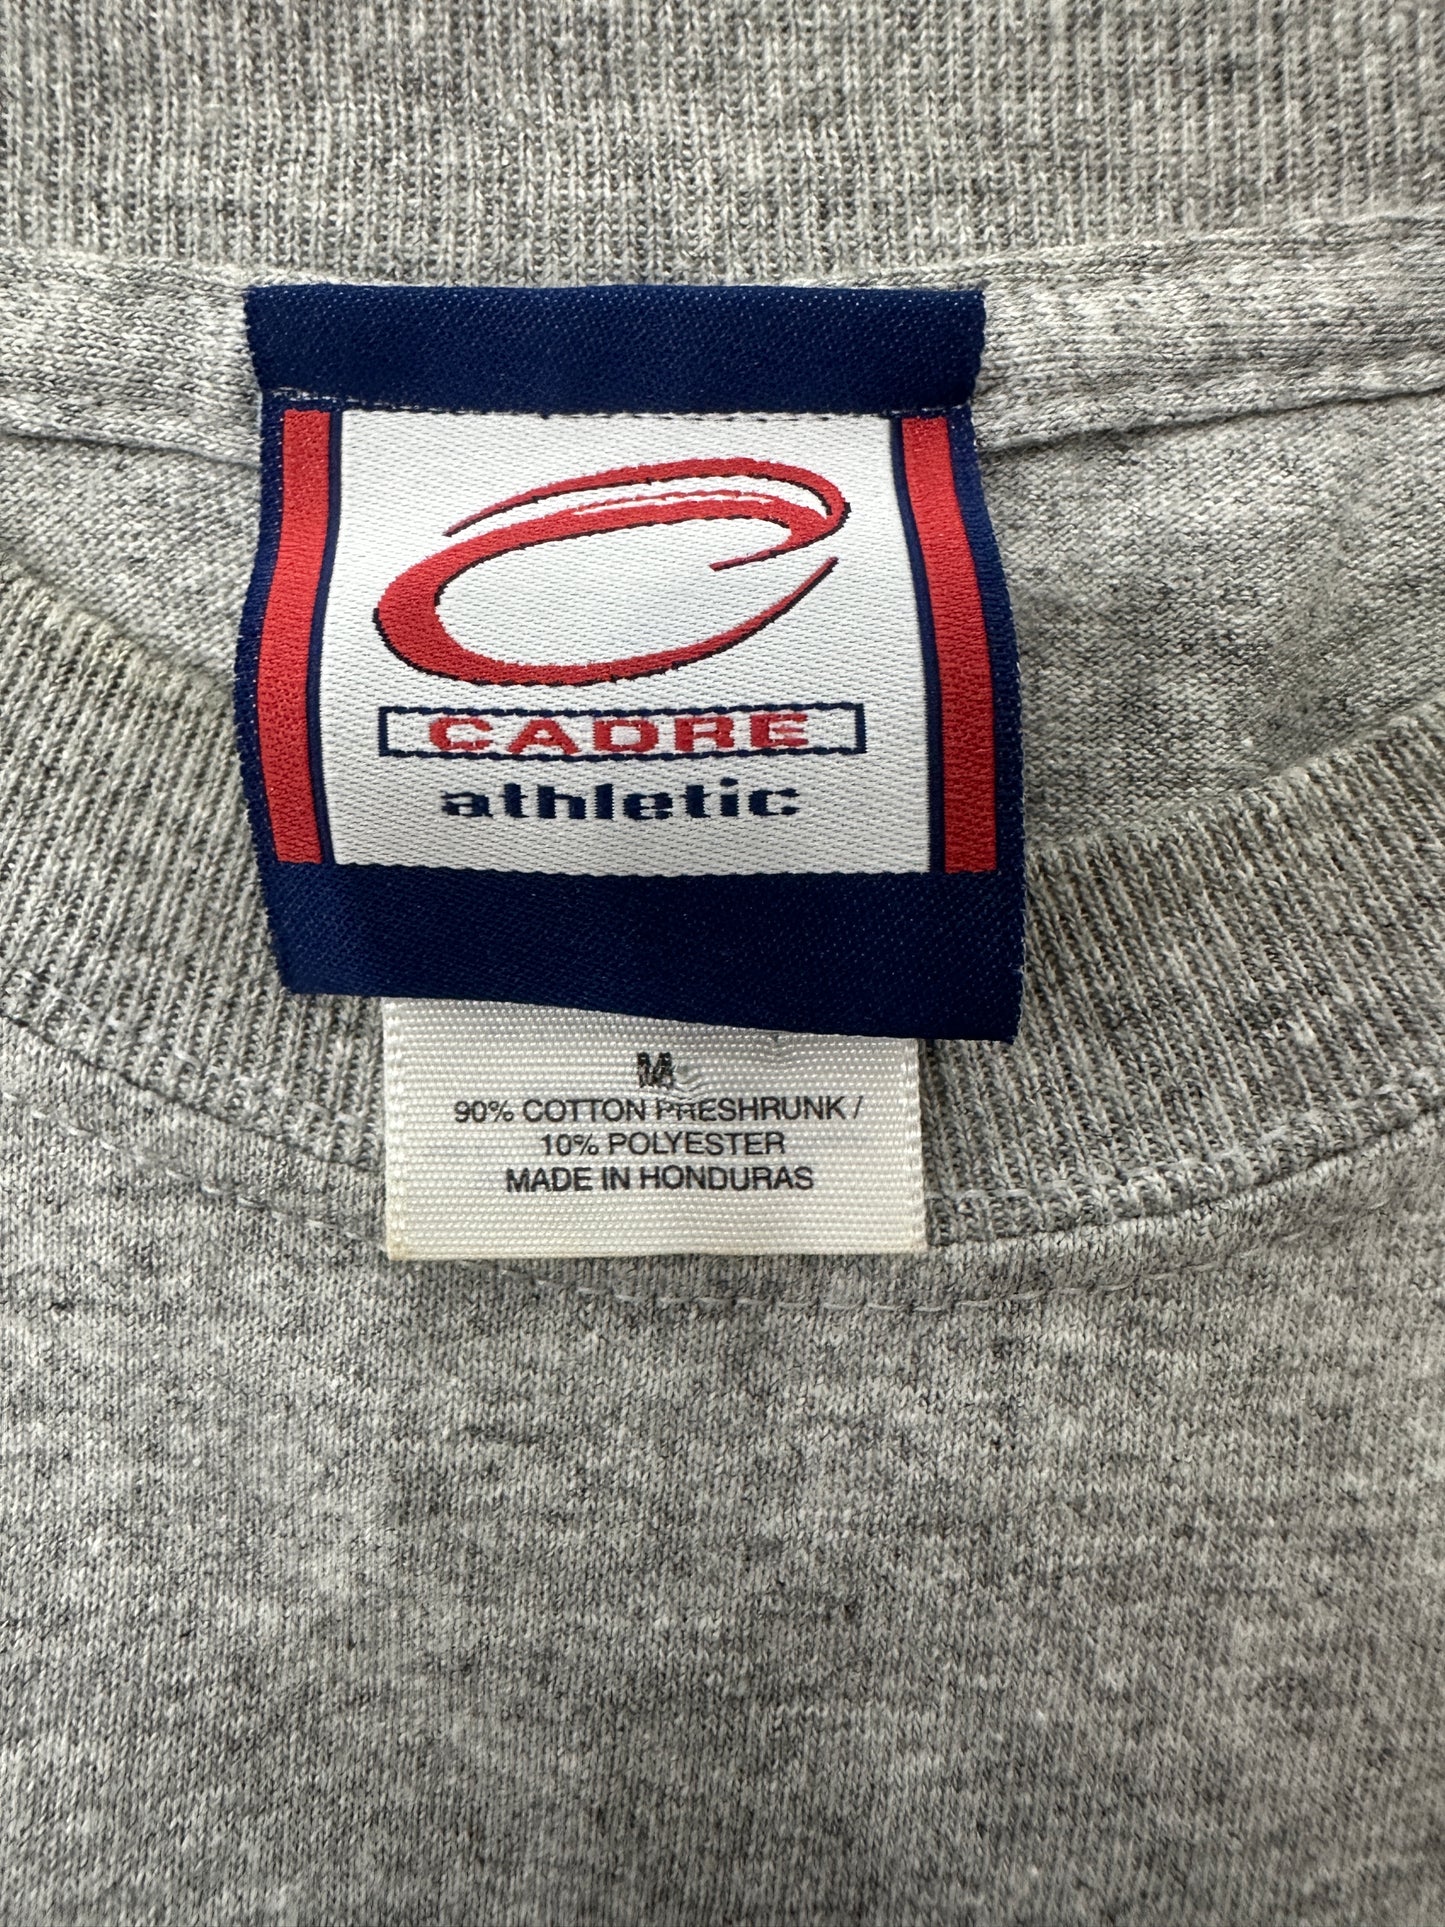 CADRE
athletic
M
90% COTTON PRESHRUNK /
10% POLYESTER
MADE IN HONDURAS